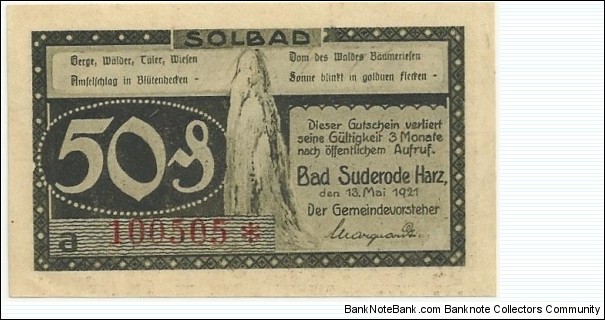 SOLBAD
Berge, Wälder, Täler, Wiesen
Amselschlag in Blütenhecken -
Dom des Waldes Bäumeriesen
Sonne blinkt in goldnen Flecken -
50 ₰
Dieser Gutschein verliert
seine Gültigkeit 3 Monate
nach öffentlichem Aufruf.
Bad Suderode Harz,
den 13. Mai 1921
Der Gemeindevorsteher
Marquardt.
a 100505 *
BankNoteBank.com Banknote Collectors Community